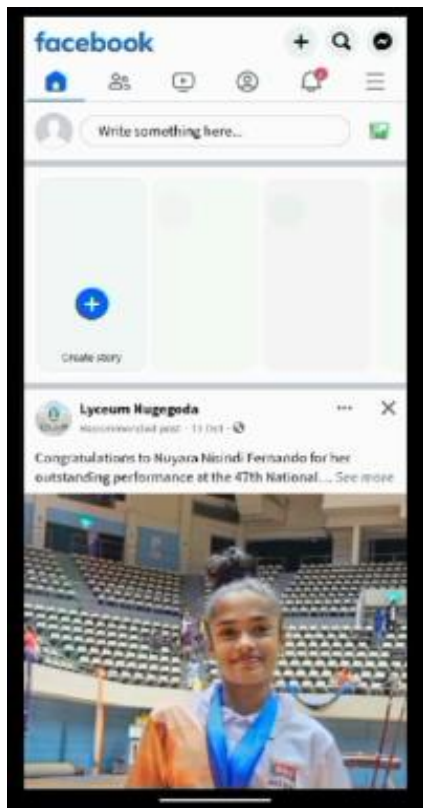 facebook
Write something here...
Create story
Lyceum Nugegoda
Recommended post · 11 Oct ·
Congratulations to Nuyara Nisindi Fernando for her
outstanding performance at the 47th National... See more